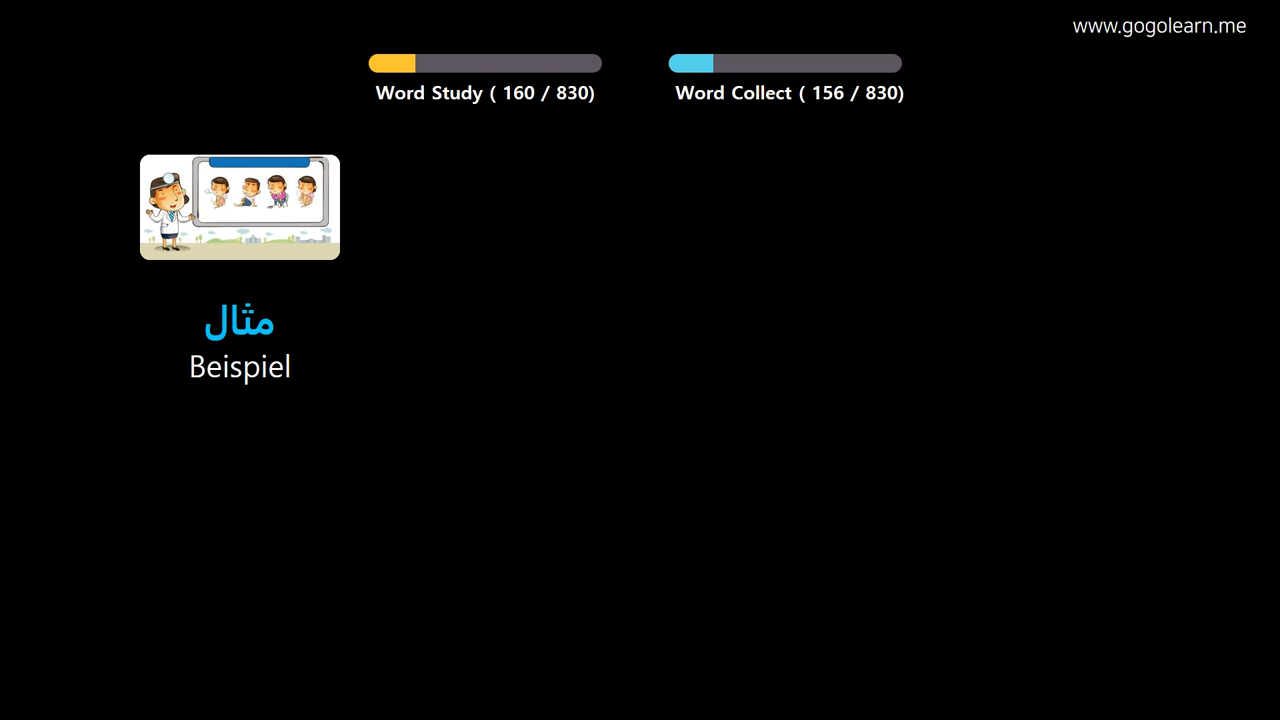 www.gogolearn.me
Word Study ( 160 / 830)
Word Collect ( 156 / 830)
مثال
Beispiel